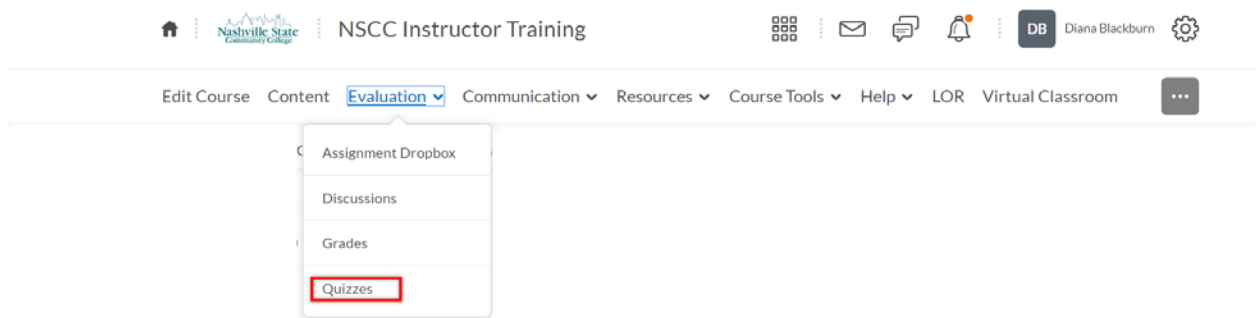 Nashville State
Community College
NSCC Instructor Training
DB
Diana Blackburn
Edit Course Content Evaluation Communication Resources Course Tools Help LOR Virtual Classroom
Assignment Dropbox
Discussions
Grades
Quizzes